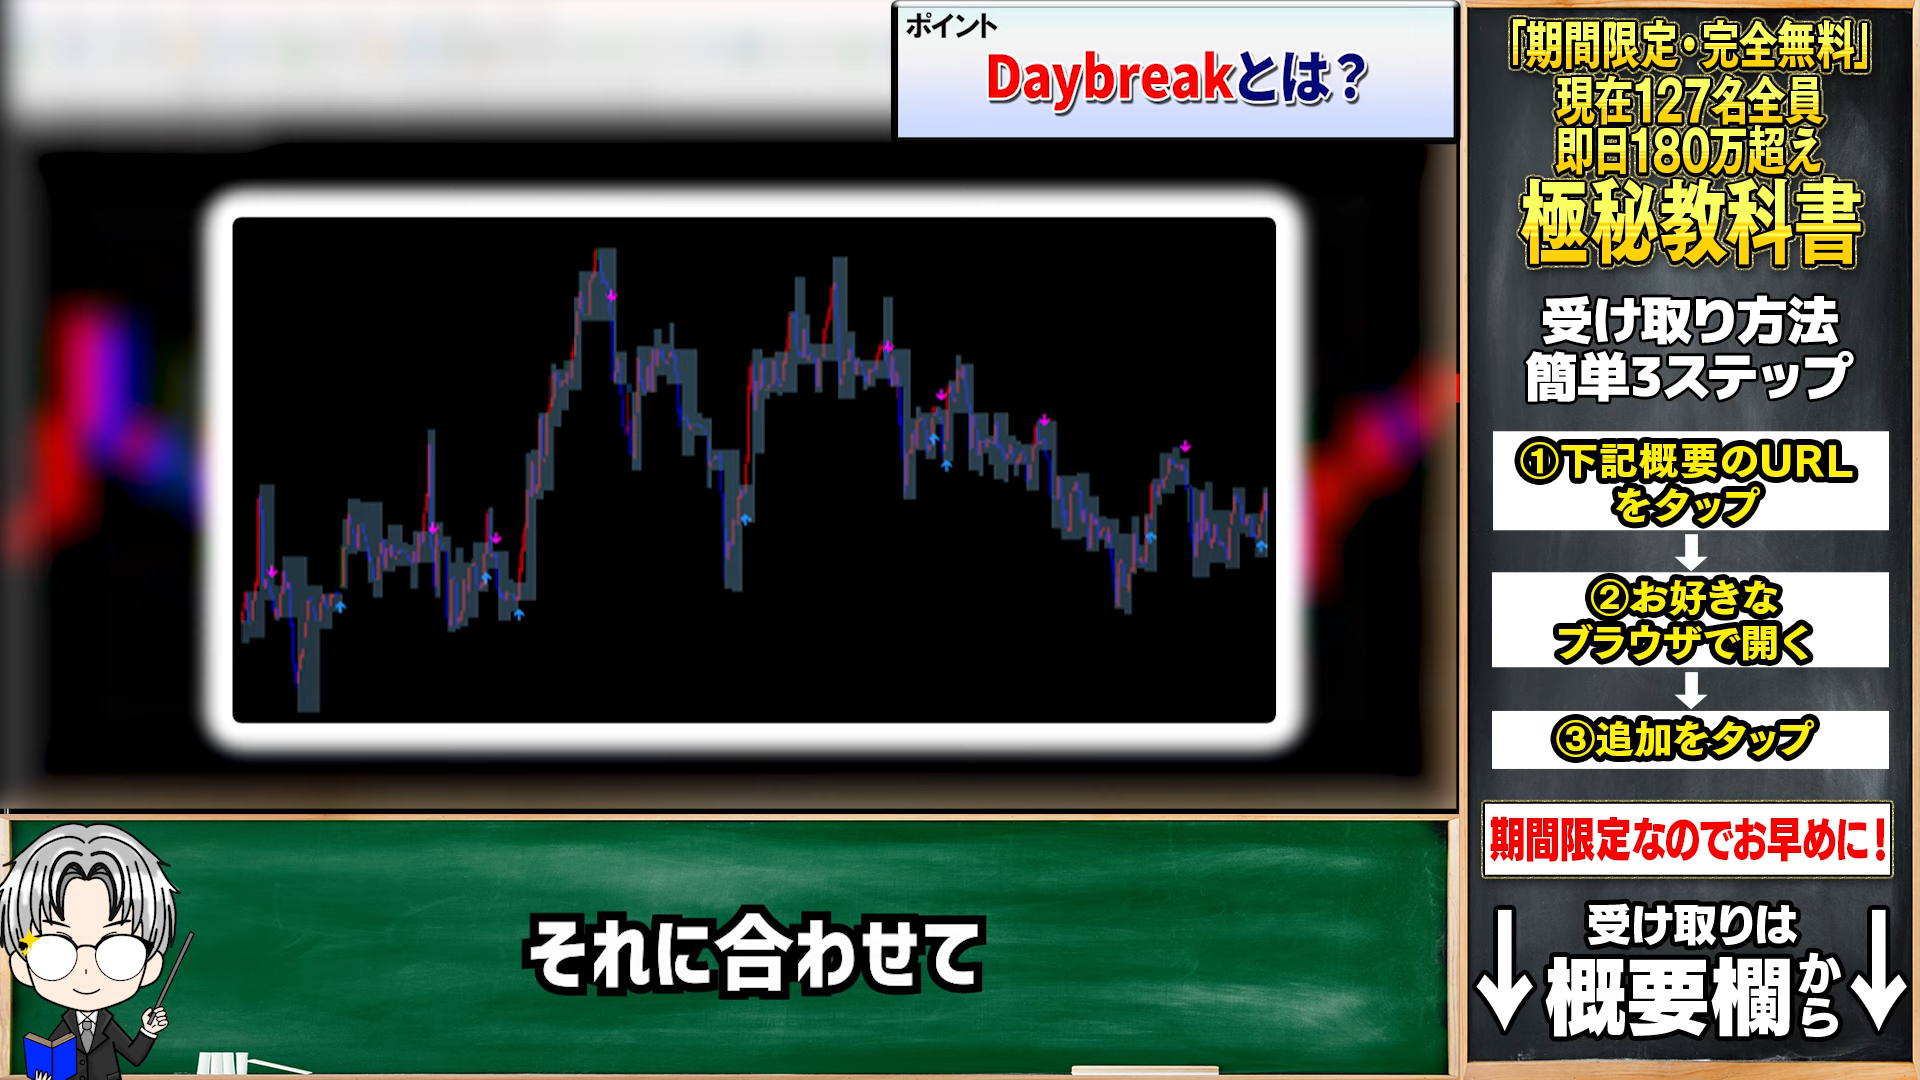 ポイント
Daybreakとは？
それに合わせて
「期間限定・完全無料」
現在127名全員
即日180万超え
極秘教科書
受け取り方法
簡単3ステップ
①下記概要のURL
をタップ
②お好きな
ブラウザで開く
③追加をタップ
期間限定なのでお早めに！
受け取りは
概要欄から